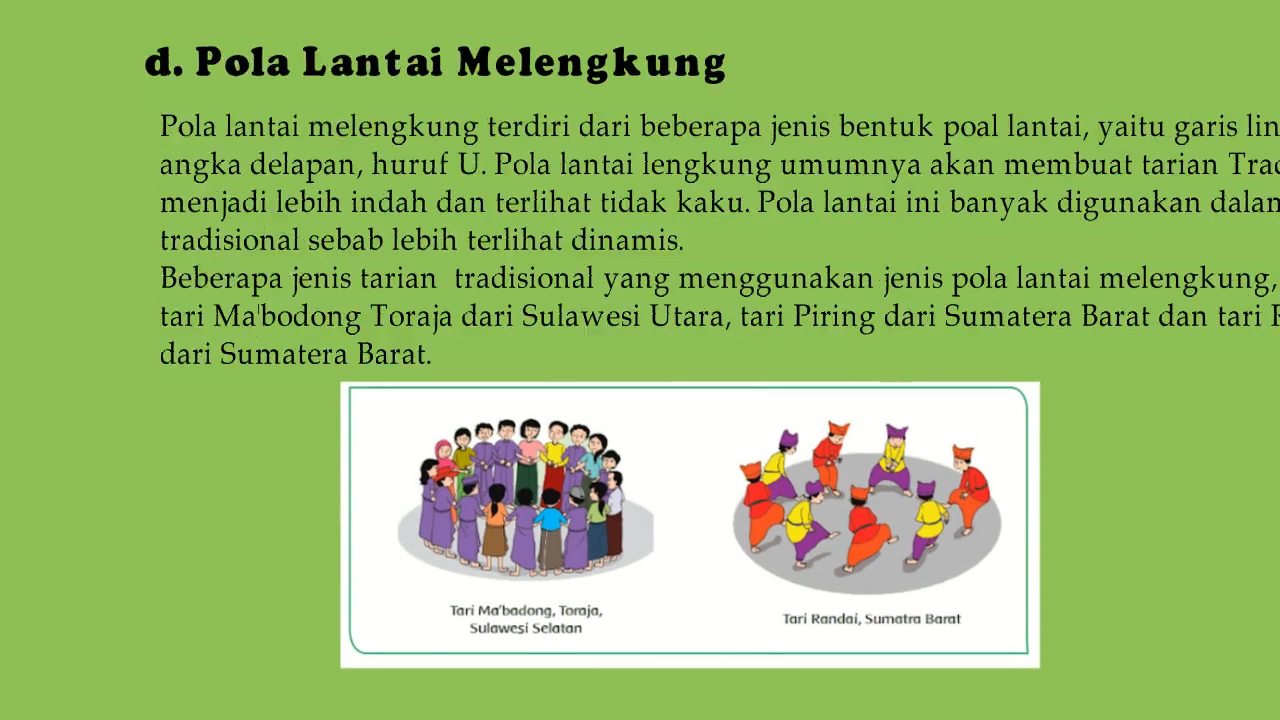 d. Pola Lantai Melengkung
Pola lantai melengkung terdiri dari beberapa jenis bentuk poal lantai, yaitu garis
angka delapan, huruf U. Pola lantai lengkung umumnya akan membuat tarian
menjadi lebih indah dan terlihat tidak kaku. Pola lantai ini banyak digunakan
tradisional sebab lebih terlihat dinamis.
Beberapa jenis tarian tradisional yang menggunakan jenis pola lantai melengkung,
tari Ma'bodong Toraja dari Sulawesi Utara, tari Piring dari Sumatera Barat dan tari
dari Sumatera Barat.
Tari Ma'badong, Toraja,
Sulawesi Selatan
Tari Randai, Sumatra Barat